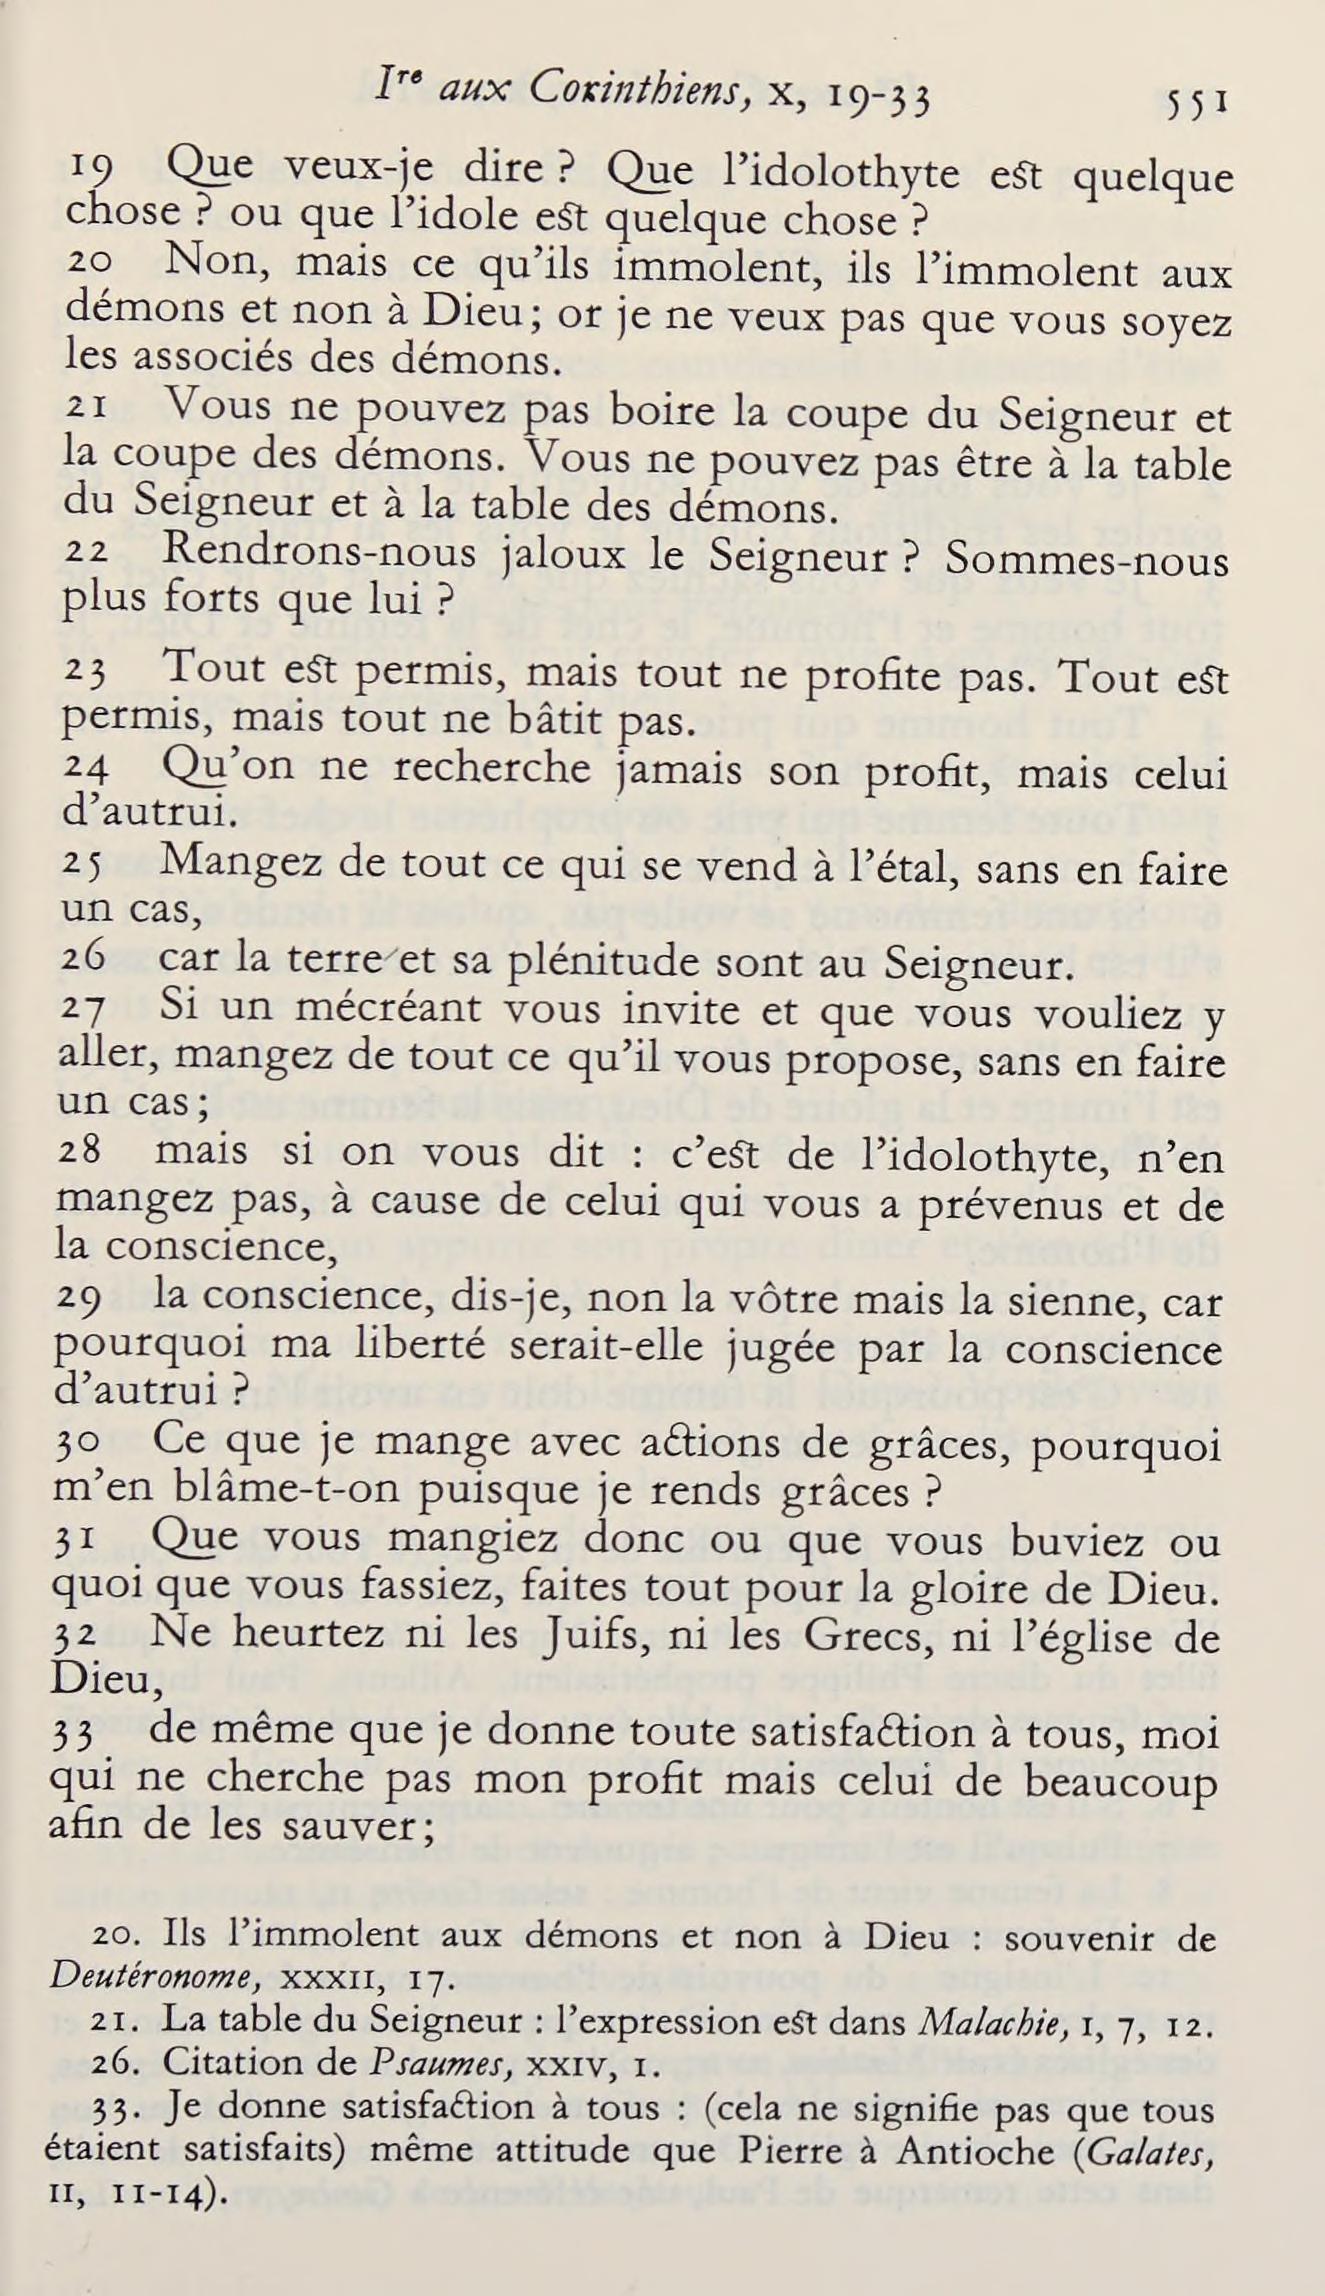 Ire aux Corinthiens, x, 19-33 551
19 Que veux-je dire ? Que l’idolothyte est quelque
chose ? ou que l’idole est quelque chose ?
20 Non, mais ce qu’ils immolent, ils l’immolent aux
démons et non à Dieu; or je ne veux pas que vous soyez
les associés des démons.
21 Vous ne pouvez pas boire la coupe du Seigneur et
la coupe des démons. Vous ne pouvez pas être à la table
du Seigneur et à la table des démons.
22 Rendrons-nous jaloux le Seigneur ? Sommes-nous
plus forts que lui ?
23 Tout est permis, mais tout ne profite pas. Tout est
permis, mais tout ne bâtit pas.
24 Qu’on ne recherche jamais son profit, mais celui
d’autrui.
25 Mangez de tout ce qui se vend à l’étal, sans en faire
un cas,
26 car la terre et sa plénitude sont au Seigneur.
27 Si un mécréant vous invite et que vous vouliez y
aller, mangez de tout ce qu’il vous propose, sans en faire
un cas;
28 mais si on vous dit : c’est de l’idolothyte, n’en
mangez pas, à cause de celui qui vous a prévenus et de
la conscience,
29 la conscience, dis-je, non la vôtre mais la sienne, car
pourquoi ma liberté serait-elle jugée par la conscience
d’autrui ?
30 Ce que je mange avec actions de grâces, pourquoi
m’en blâme-t-on puisque je rends grâces ?
31 Que vous mangiez donc ou que vous buviez ou
quoi que vous fassiez, faites tout pour la gloire de Dieu.
32 Ne heurtez ni les Juifs, ni les Grecs, ni l’église de
Dieu,
33 de même que je donne toute satisfaction à tous, moi
qui ne cherche pas mon profit mais celui de beaucoup
afin de les sauver;
20. Ils l’immolent aux démons et non à Dieu : souvenir de
Deutéronome, XXXII, 17.
21. La table du Seigneur : l’expression est dans Malachie, I, 7, 12.
26. Citation de Psaumes, XXIV, I.
33. Je donne satisfaction à tous : (cela ne signifie pas que tous
étaient satisfaits) même attitude que Pierre à Antioche (Galates,
II, 11-14).